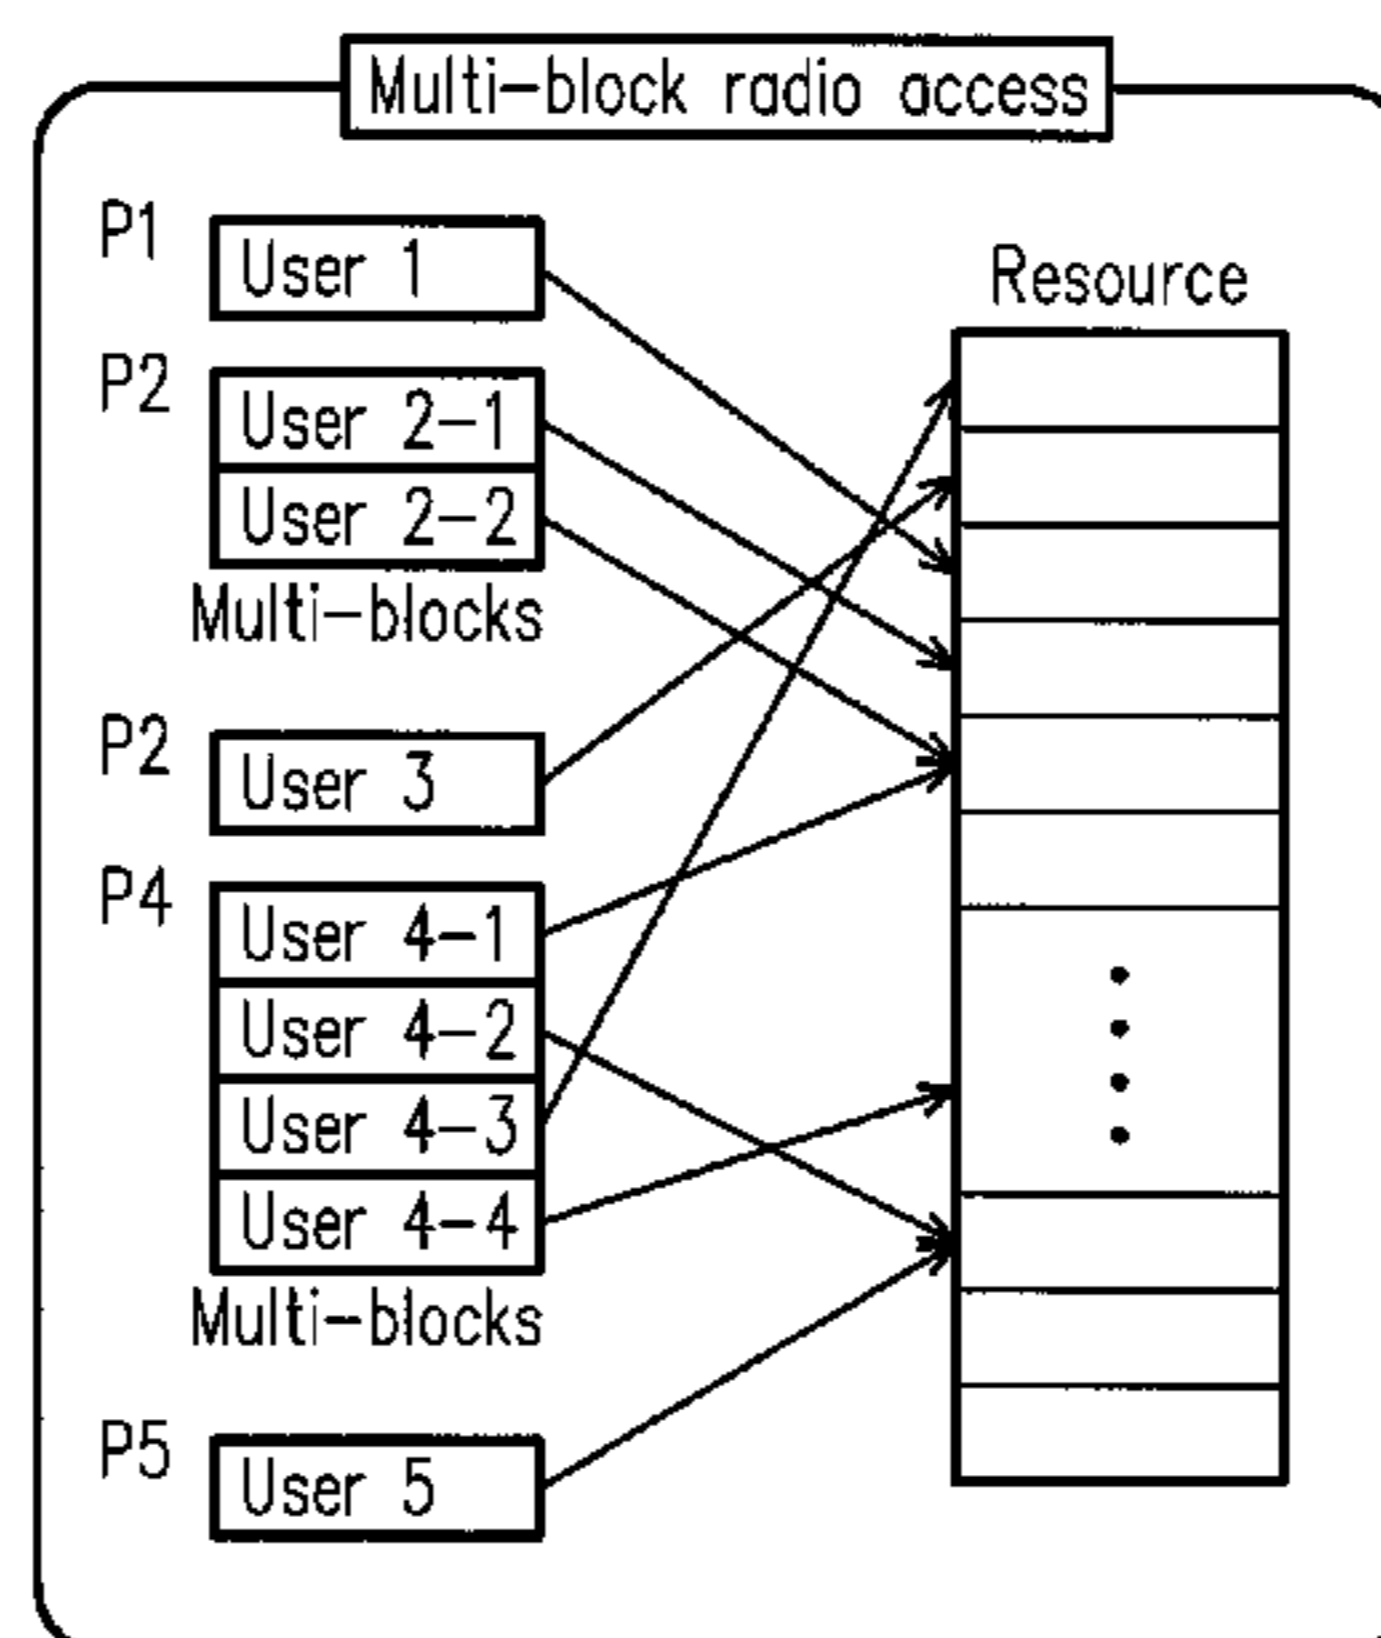 Multi-block radio access
P1
User 1
Resource
P2
User 2-1
User 2-2
Multi-blocks
P2
User 3
P4
User 4-1
User 4-2
User 4-3
User 4-4
Multi-blocks
P5
User 5